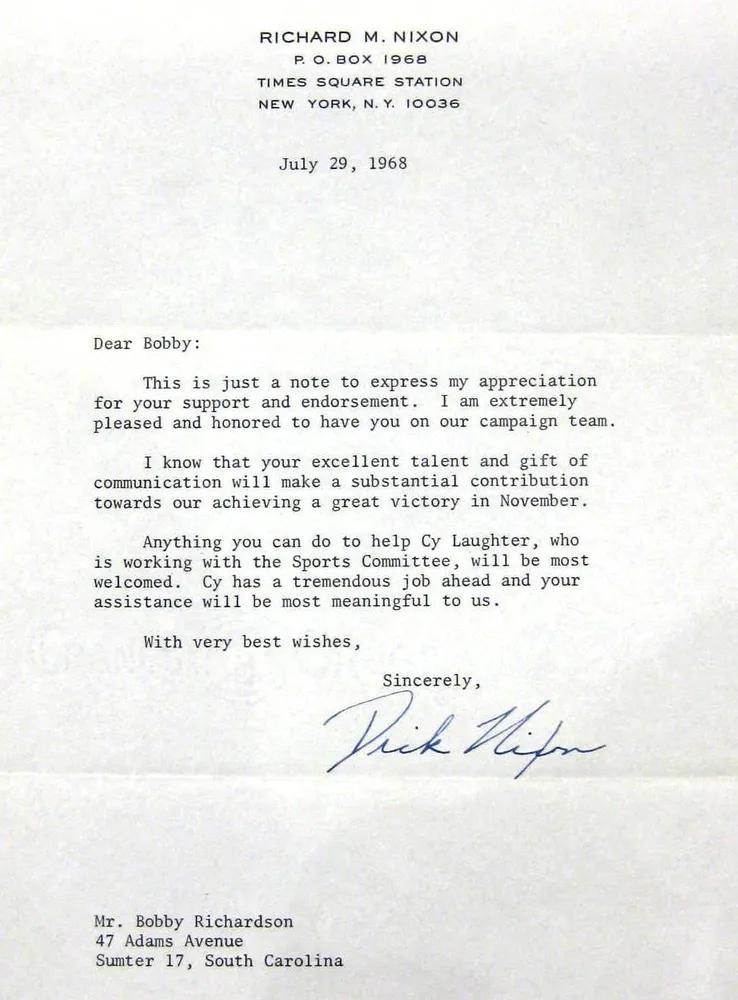 RICHARD M. NIXON
P. O. BOX 1968
TIMES SQUARE STATION
NEW YORK, N. Y. 10036
July 29, 1968
Dear Bobby:
This is just a note to express my appreciation
for your support and endorsement. I am extremely
pleased and honored to have you on our campaign team.
I know that your excellent talent and gift of
communication will make a substantial contribution
towards our achieving a great victory in November.
Anything you can do to help Cy Laughter, who
is working with the Sports Committee, will be most
welcomed. Cy has a tremendous job ahead and your
assistance will be most meaningful to us.
With very best wishes,
Sincerely,
Dick Nixon
Mr. Bobby Richardson
47 Adams Avenue
Sumter 17, South Carolina